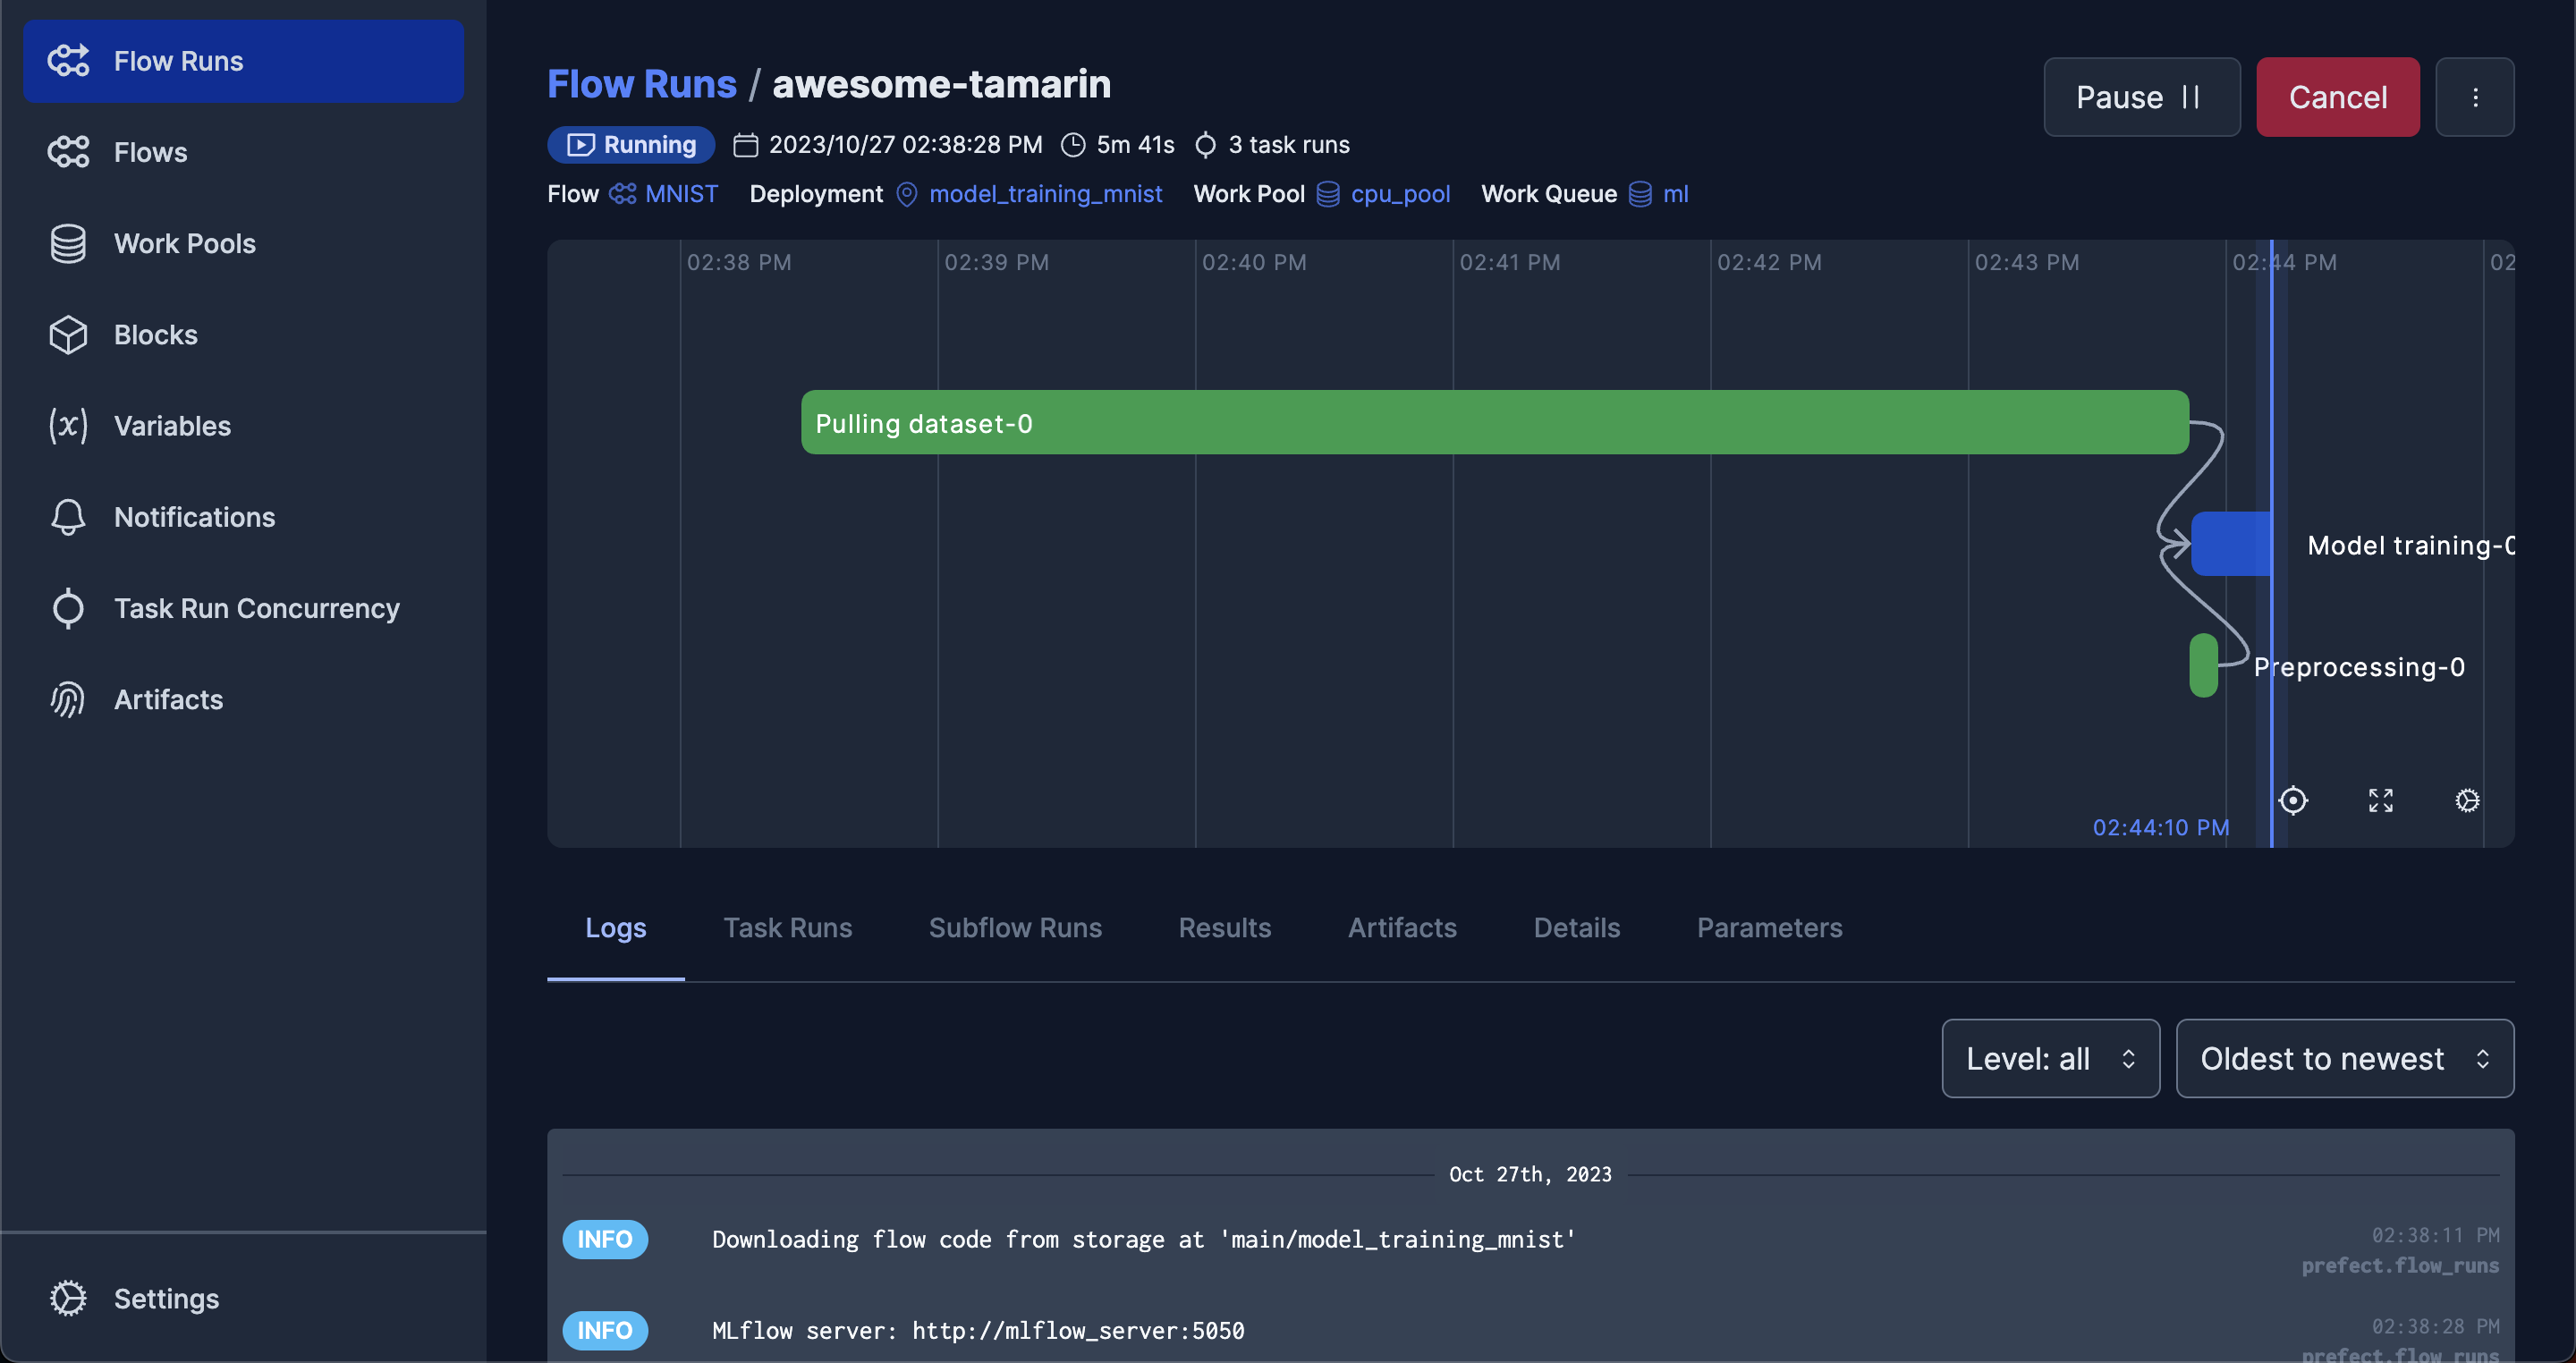 Flow Runs
Flows
Work Pools
Blocks
Variables
Notifications
Task Run Concurrency
Artifacts
Settings
Flow Runs / awesome-tamarin
Pause
Cancel
Running 2023/10/27 02:38:28 PM 5m 41s 3 task runs
Flow MNIST Deployment model_training_mnist Work Pool cpu_pool Work Queue ml
02:38 PM 02:39 PM 02:40 PM 02:41 PM 02:42 PM 02:43 PM 02:44 PM 02
Pulling dataset-0
Model training-0
Preprocessing-0
02:44:10 PM
Logs Task Runs Subflow Runs Results Artifacts Details Parameters
Level: all Oldest to newest
Oct 27th, 2023
INFO Downloading flow code from storage at 'main/model_training_mnist' 02:38:11 PM
prefect.flow_runs
INFO MLflow server: http://mlflow_server:5050 02:38:28 PM
prefect.flow_runs